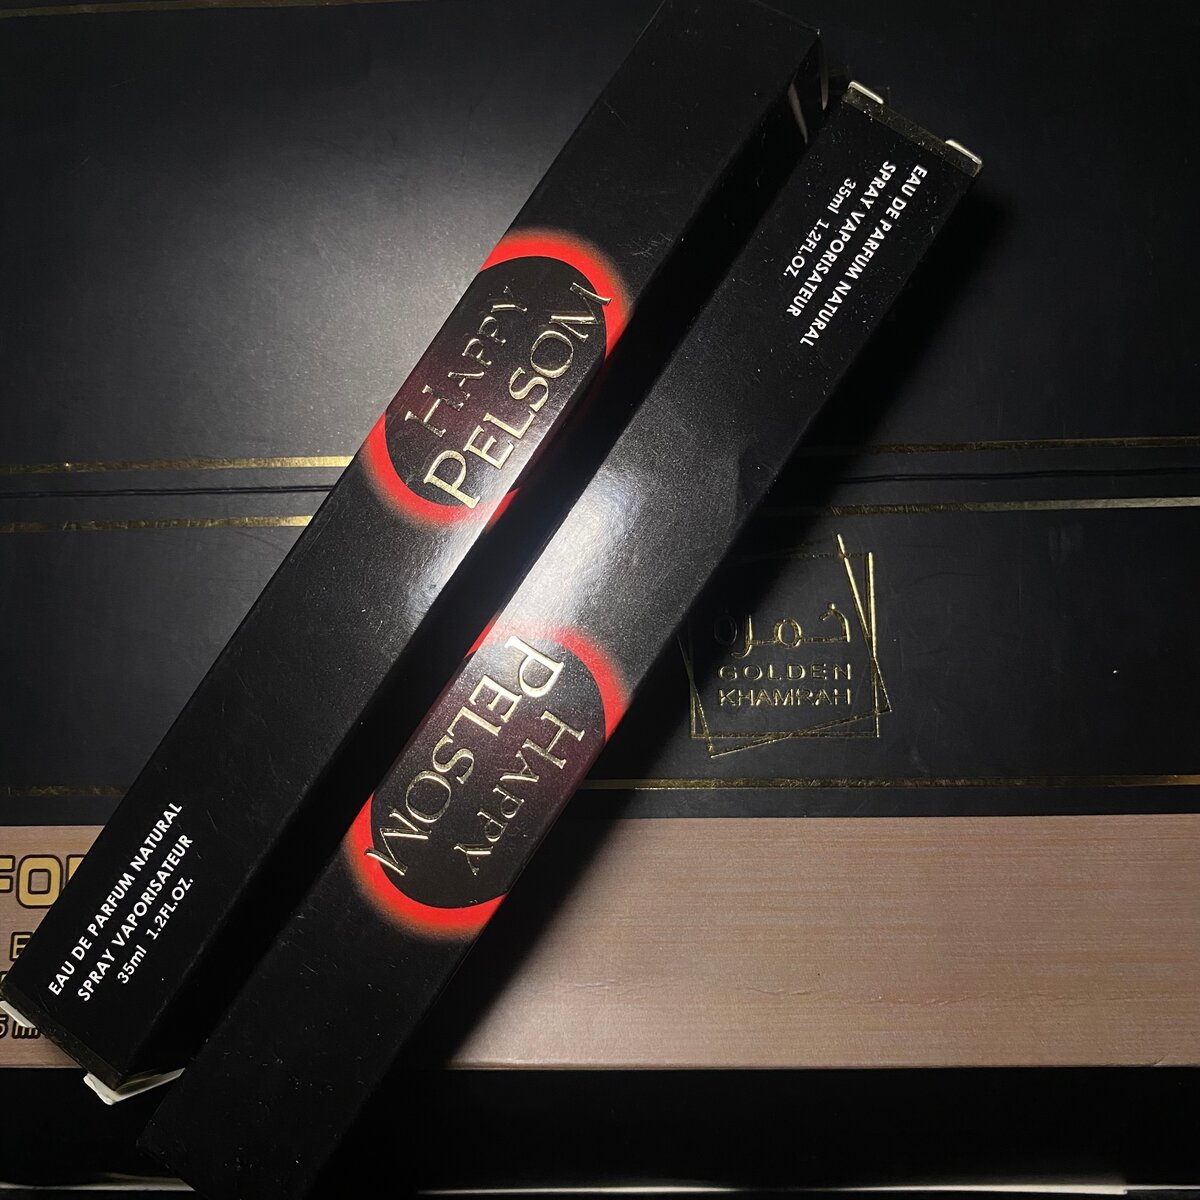 HAPPY
PELSOM
EAU DE PARFUM NATURAL
SPRAY VAPORISATEUR
35ml 1.2FL.OZ.
EAU DE PARFUM NATURAL
SPRAY VAPORISATEUR
35ml 1.2FL.OZ.
HAPPY
PELSOM
خمرة
GOLDEN
KHAMRAH